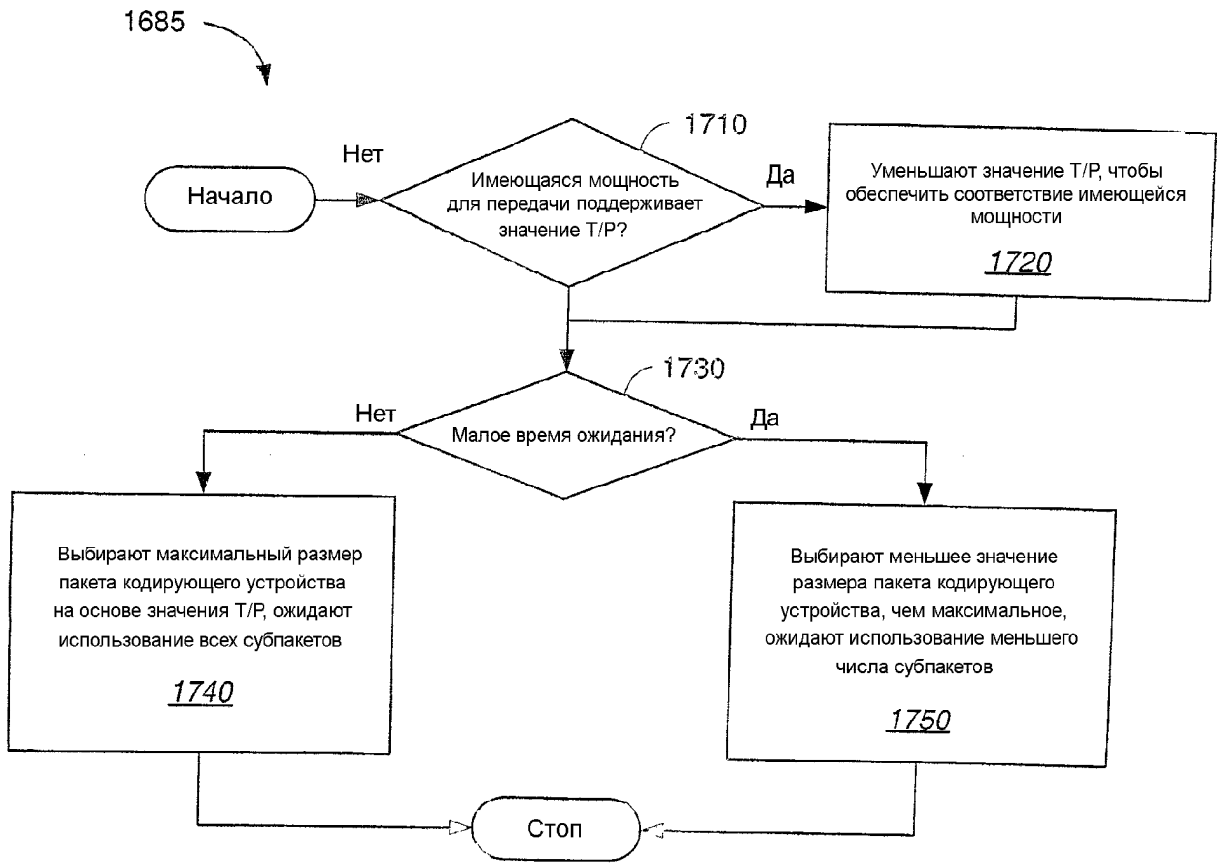 1685
1710
Нет
Начало
Имеющаяся мощность
для передачи поддерживает
значение T/P?
Да
Уменьшают значение T/P, чтобы
обеспечить соответствие имеющейся
мощности
1720
1730
Нет
Малое время ожидания?
Да
Выбирают максимальный размер
пакета кодирующего устройства
на основе значения T/P, ожидают
использование всех субпакетов
1740
Выбирают меньшее значение
размера пакета кодирующего
устройства, чем максимальное,
ожидают использование меньшего
числа субпакетов
1750
Стоп